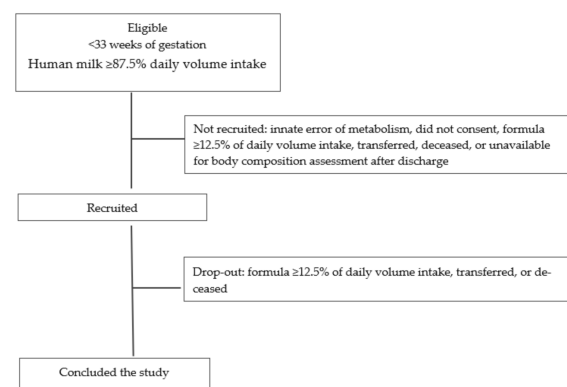 Eligible
<33 weeks of gestation
Human milk ≥87.5% daily volume intake
Not recruited: innate error of metabolism, did not consent, formula
≥12.5% of daily volume intake, transferred, deceased, or unavailable
for body composition assessment after discharge
Recruited
Drop-out: formula ≥12.5% of daily volume intake, transferred, or de-
ceased
Concluded the study